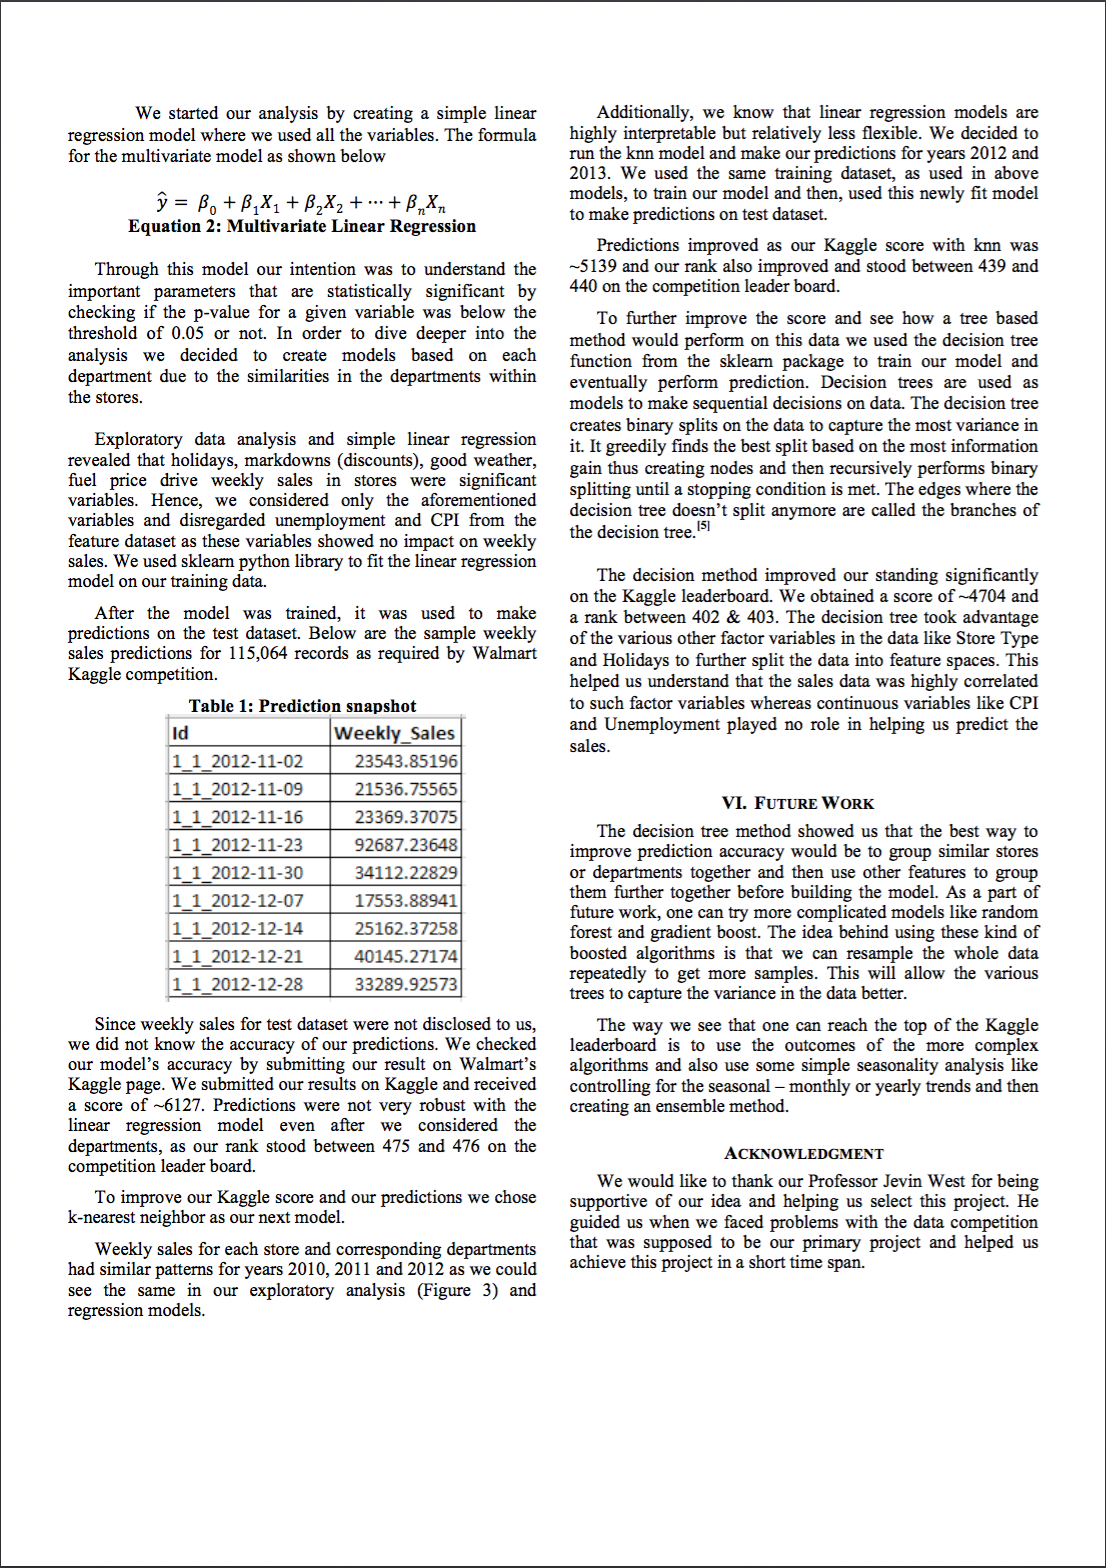 We started our analysis by creating a simple linear
regression model where we used all the variables. The formula
for the multivariate model as shown below
ŷ = β₀ + β₁X₁ + β₂X₂ + ⋯ + βₙXₙ
Equation 2: Multivariate Linear Regression
Through this model our intention was to understand the
important parameters that are statistically significant by
checking if the p-value for a given variable was below the
threshold of 0.05 or not. In order to dive deeper into the
analysis we decided to create models based on each
department due to the similarities in the departments within
the stores.
Exploratory data analysis and simple linear regression
revealed that holidays, markdowns (discounts), good weather,
fuel price drive weekly sales in stores were significant
variables. Hence, we considered only the aforementioned
variables and disregarded unemployment and CPI from the
feature dataset as these variables showed no impact on weekly
sales. We used sklearn python library to fit the linear regression
model on our training data.
After the model was trained, it was used to make
predictions on the test dataset. Below are the sample weekly
sales predictions for 115,064 records as required by Walmart
Kaggle competition.
Table 1: Prediction snapshot
Id Weekly_Sales
1_1_2012-11-02 23543.85196
1_1_2012-11-09 21536.75565
1_1_2012-11-16 23369.37075
1_1_2012-11-23 92687.23648
1_1_2012-11-30 34112.22829
1_1_2012-12-07 17553.88941
1_1_2012-12-14 25162.37258
1_1_2012-12-21 40145.27174
1_1_2012-12-28 33289.92573
Since weekly sales for test dataset were not disclosed to us,
we did not know the accuracy of our predictions. We checked
our model's accuracy by submitting our result on Walmart's
Kaggle page. We submitted our results on Kaggle and received
a score of ~6127. Predictions were not very robust with the
linear regression model even after we considered the
departments, as our rank stood between 475 and 476 on the
competition leader board.
To improve our Kaggle score and our predictions we chose
k-nearest neighbor as our next model.
Weekly sales for each store and corresponding departments
had similar patterns for years 2010, 2011 and 2012 as we could
see the same in our exploratory analysis (Figure 3) and
regression models.
Additionally, we know that linear regression models are
highly interpretable but relatively less flexible. We decided to
run the knn model and make our predictions for years 2012 and
2013. We used the same training dataset, as used in above
models, to train our model and then, used this newly fit model
to make predictions on test dataset.
Predictions improved as our Kaggle score with knn was
~5139 and our rank also improved and stood between 439 and
440 on the competition leader board.
To further improve the score and see how a tree based
method would perform on this data we used the decision tree
function from the sklearn package to train our model and
eventually perform prediction. Decision trees are used as
models to make sequential decisions on data. The decision tree
creates binary splits on the data to capture the most variance in
it. It greedily finds the best split based on the most information
gain thus creating nodes and then recursively performs binary
splitting until a stopping condition is met. The edges where the
decision tree doesn't split anymore are called the branches of
the decision tree.[5]
The decision method improved our standing significantly
on the Kaggle leaderboard. We obtained a score of ~4704 and
a rank between 402 & 403. The decision tree took advantage
of the various other factor variables in the data like Store Type
and Holidays to further split the data into feature spaces. This
helped us understand that the sales data was highly correlated
to such factor variables whereas continuous variables like CPI
and Unemployment played no role in helping us predict the
sales.
VI. FUTURE WORK
The decision tree method showed us that the best way to
improve prediction accuracy would be to group similar stores
or departments together and then use other features to group
them further together before building the model. As a part of
future work, one can try more complicated models like random
forest and gradient boost. The idea behind using these kind of
boosted algorithms is that we can resample the whole data
repeatedly to get more samples. This will allow the various
trees to capture the variance in the data better.
The way we see that one can reach the top of the Kaggle
leaderboard is to use the outcomes of the more complex
algorithms and also use some simple seasonality analysis like
controlling for the seasonal – monthly or yearly trends and then
creating an ensemble method.
ACKNOWLEDGMENT
We would like to thank our Professor Jevin West for being
supportive of our idea and helping us select this project. He
guided us when we faced problems with the data competition
that was supposed to be our primary project and helped us
achieve this project in a short time span.